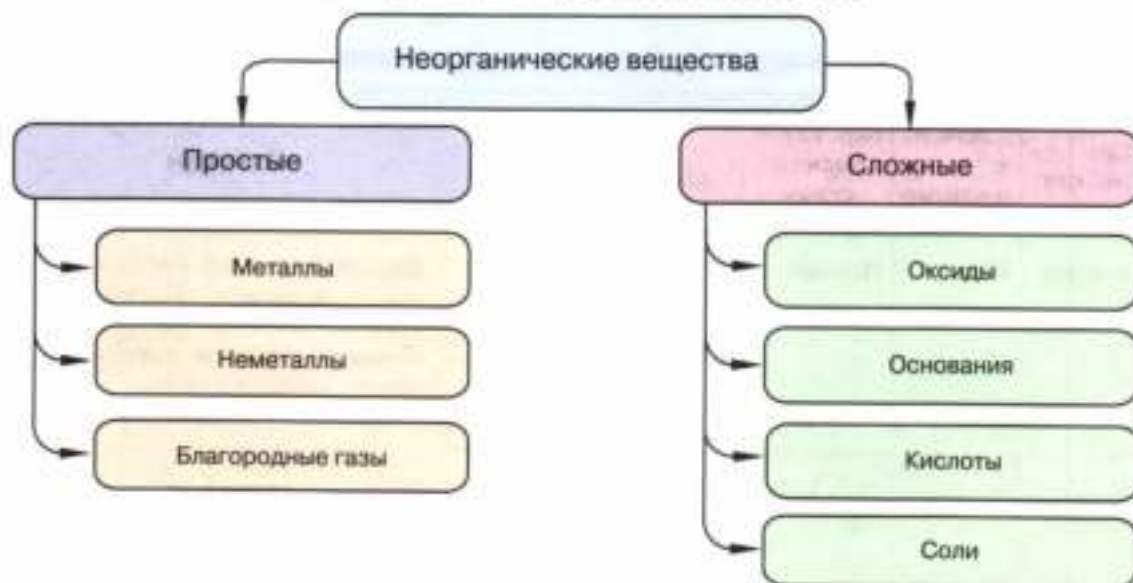 Неорганические вещества
Простые
Металлы
Неметаллы
Благородные газы
Сложные
Оксиды
Основания
Кислоты
Соли